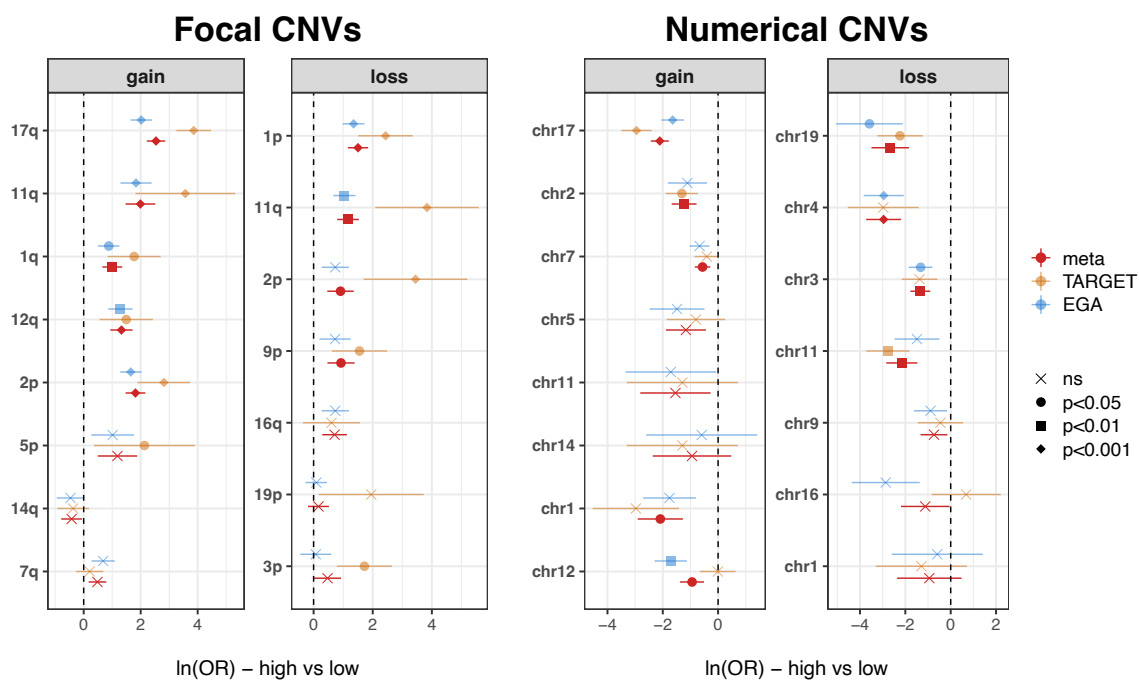 Focal CNVs
Numerical CNVs
gain
loss
gain
loss
17q
11q
1q
12q
2p
5p
14q
7q
1p
11q
2p
9p
16q
19p
3p
chr17
chr2
chr7
chr5
chr11
chr14
chr1
chr12
chr19
chr4
chr3
chr11
chr9
chr16
chr1
0 2 4
0 2 4
−4 −2 0
−4 −2 0 2
ln(OR) − high vs low
ln(OR) − high vs low
meta
TARGET
EGA
ns
p<0.05
p<0.01
p<0.001